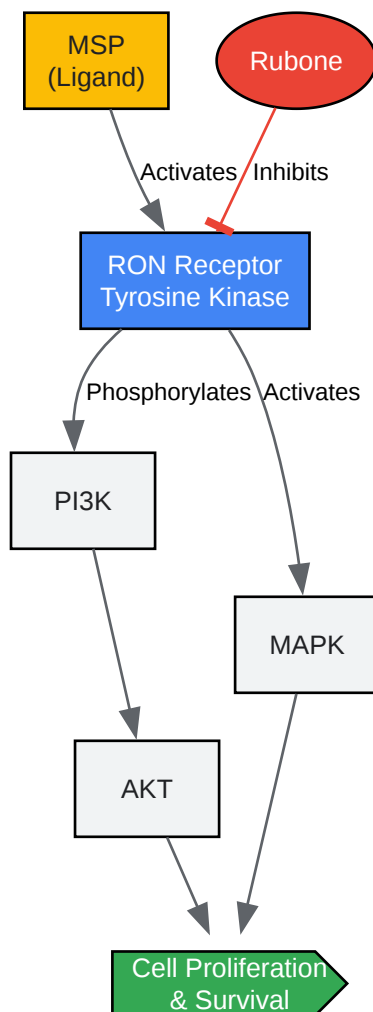 MSP
(Ligand)
Rubone
Activates
Inhibits
RON Receptor
Tyrosine Kinase
Phosphorylates
Activates
PI3K
MAPK
AKT
Cell Proliferation
& Survival